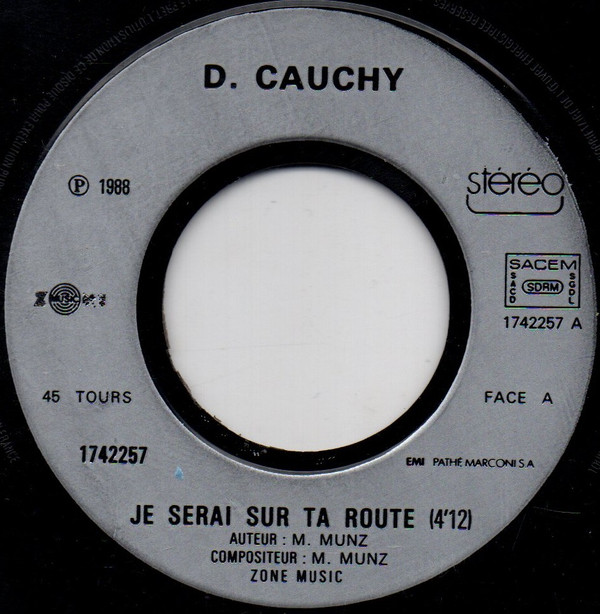 D. CAUCHY
℗ 1988
stéréo
SACEM
SACD
SDRM
SGDL
1742257 A
MUSIC
45 TOURS
FACE A
1742257
EMI PATHÉ MARCONI S A
JE SERAI SUR TA ROUTE (4'12)
AUTEUR : M. MUNZ
COMPOSITEUR : M. MUNZ
ZONE MUSIC